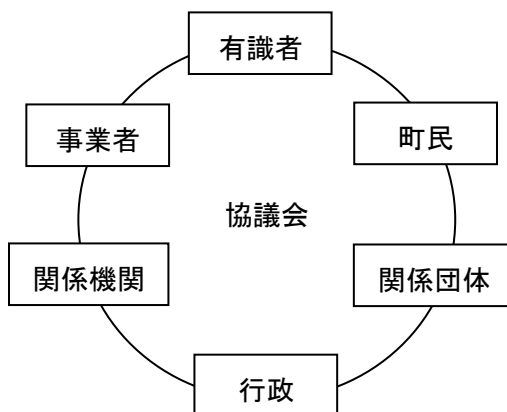 有識者
事業者
町民
協議会
関係機関
関係団体
行政